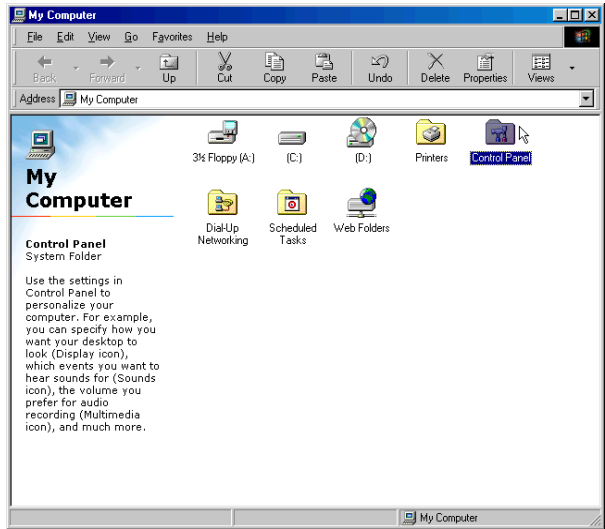 My Computer
File Edit View Go Favorites Help
Back Forward Up Cut Copy Paste Undo Delete Properties Views
Address My Computer
3½ Floppy (A:) (C:) (D:) Printers Control Panel
My
Computer
Dial-Up Scheduled Web Folders
Networking Tasks
Control Panel
System Folder
Use the settings in
Control Panel to
personalize your
computer. For example,
you can specify how you
want your desktop to
look (Display icon),
which events you want to
hear sounds for (Sounds
icon), the volume you
prefer for audio
recording (Multimedia
icon), and much more.
My Computer